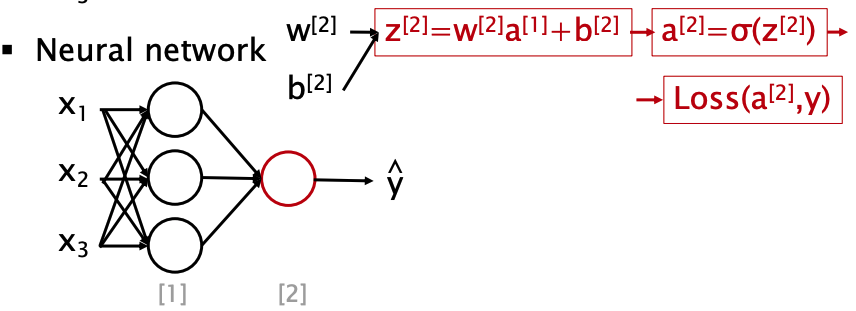 w[2]
z[2]=w[2]a[1]+b[2]
a[2]=σ(z[2])
▪ Neural network
b[2]
Loss(a[2],y)
x1
x2
ŷ
x3
[1]
[2]